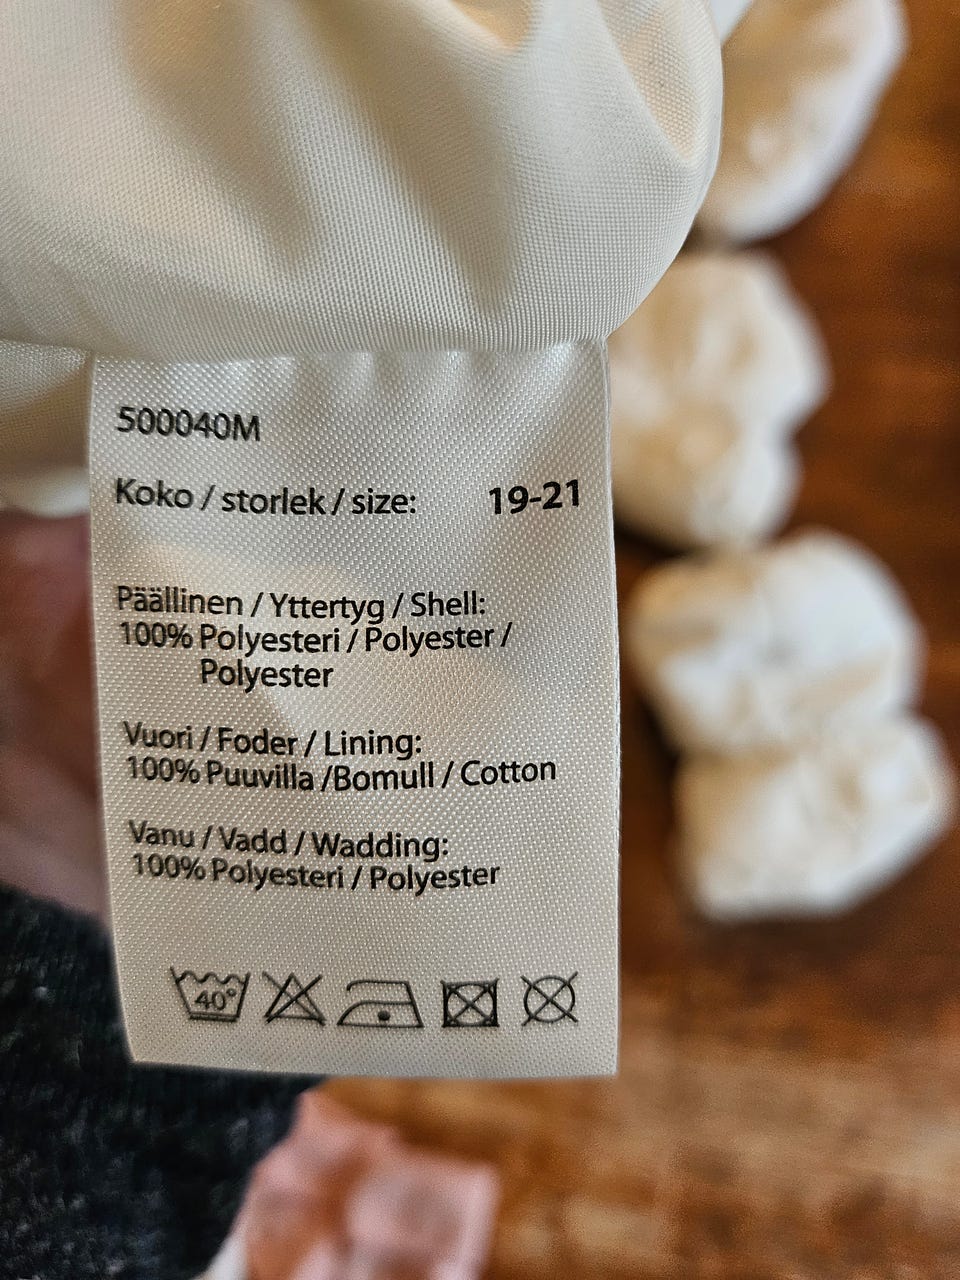 500040M
Koko / storlek / size: 19-21
Päällinen / Yttertyg / Shell:
100% Polyesteri / Polyester /
Polyester
Vuori / Foder / Lining:
100% Puuvilla /Bomull / Cotton
Vanu / Vadd / Wadding:
100% Polyesteri / Polyester
40°